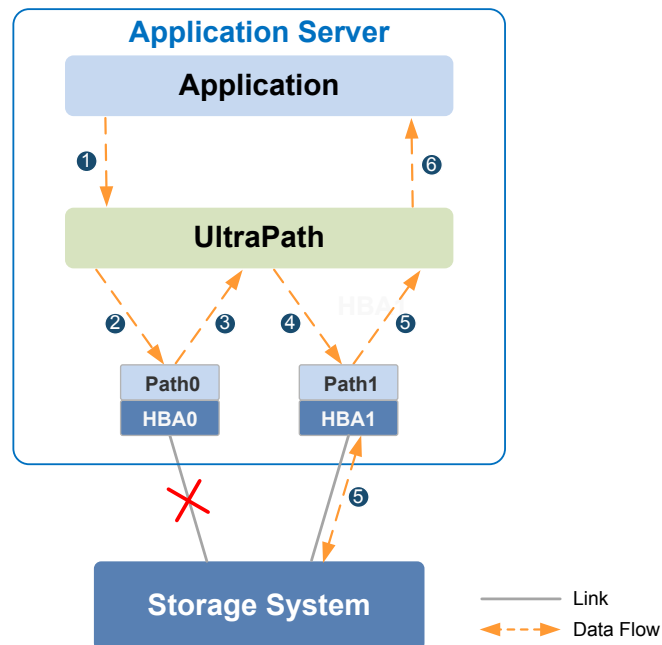 Application Server
Application
1
6
UltraPath
HBA
2
3
4
5
Path0
Path1
HBA0
HBA1
5
Storage System
Link
Data Flow